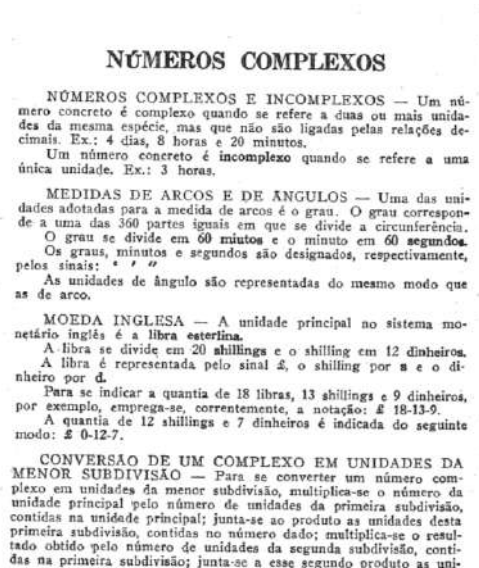 NÚMEROS COMPLEXOS
NÚMEROS COMPLEXOS E INCOMPLEXOS — Um nú-
mero concreto é complexo quando se refere a duas ou mais unida-
des da mesma espécie, mas que não são ligadas pelas relações de-
cimais. Ex.: 4 dias, 8 horas e 20 minutos.
Um número concreto é incomplexo quando se refere a uma
única unidade. Ex.: 3 horas.
MEDIDAS DE ARCOS E DE ANGULOS — Uma das uni-
dades adotadas para a medida de arcos é o grau. O grau correspon-
de a uma das 360 partes iguais em que se divide a circunferência.
O grau se divide em 60 miutos e o minuto em 60 segundos.
Os graus, minutos e segundos são designados, respectivamente,
pelos sinais: ° ′ ″
As unidades de ângulo são representadas do mesmo modo que
as de arco.
MOEDA INGLESA — A unidade principal no sistema mo-
netário inglês é a libra esterlina.
A libra se divide em 20 shillings e o shilling em 12 dinheiros.
A libra é representada pelo sinal £, o shilling por s e o di-
nheiro por d.
Para se indicar a quantia de 18 libras, 13 shillings e 9 dinheiros,
por exemplo, emprega-se, correntemente, a notação: £ 18-13-9.
A quantia de 12 shillings e 7 dinheiros é indicada do seguinte
modo: £ 0-12-7.
CONVERSÃO DE UM COMPLEXO EM UNIDADES DA
MENOR SUBDIVISÃO — Para se converter um número com-
plexo em unidades da menor subdivisão, multiplica-se o número da
unidade principal pelo número de unidades da primeira subdivisão,
contidas na unidade principal; junta-se ao produto as unidades desta
primeira subdivisão, contidas no número dado; multiplica-se o resul-
tado obtido pelo número de unidades da segunda subdivisão, conti-
das na primeira subdivisão; junta-se a esse segundo produto as uni-